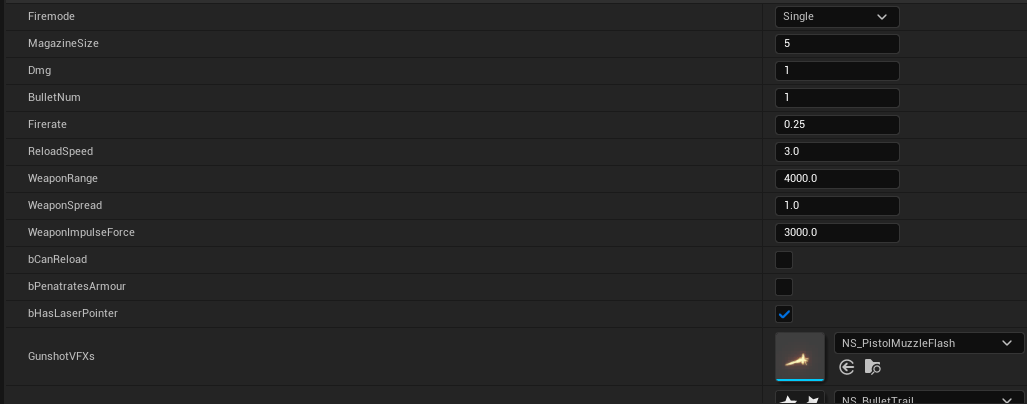 Firemode Single
MagazineSize 5
Dmg 1
BulletNum 1
Firerate 0.25
ReloadSpeed 3.0
WeaponRange 4000.0
WeaponSpread 1.0
WeaponImpulseForce 3000.0
bCanReload
bPenatratesArmour
bHasLaserPointer
GunshotVFXs NS_PistolMuzzleFlash
NS_BulletTrail